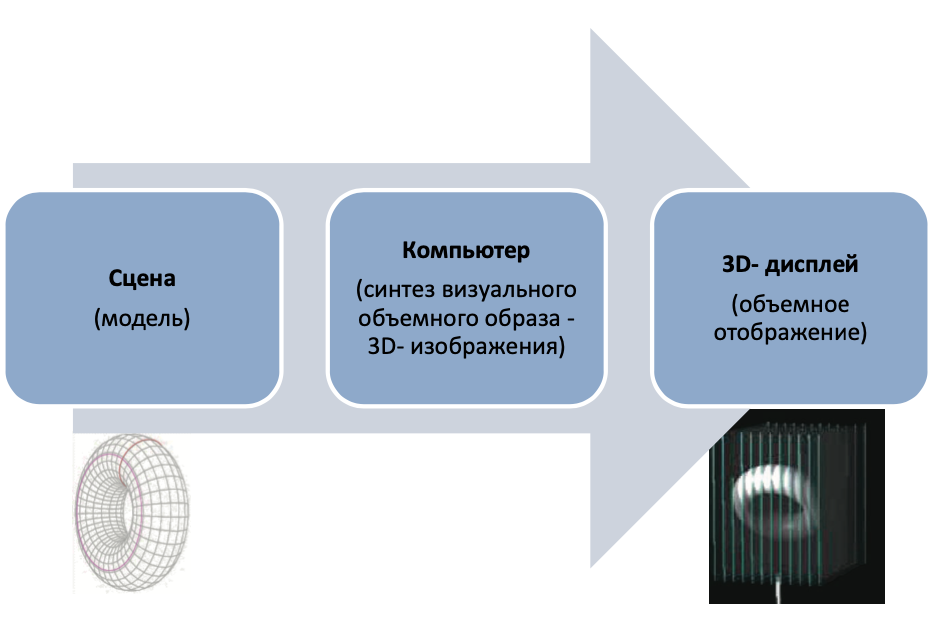 Сцена
(модель)
Компьютер
(синтез визуального
объемного образа -
3D- изображения)
3D- дисплей
(объемное
отображение)